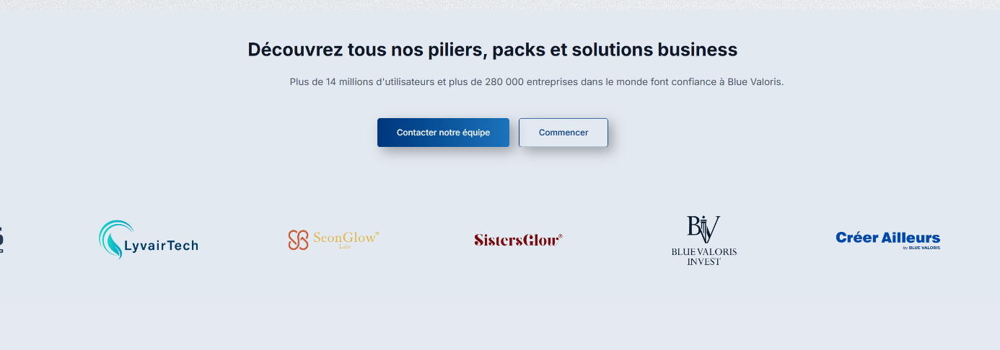 Découvrez tous nos piliers, packs et solutions business
Plus de 14 millions d'utilisateurs et plus de 280 000 entreprises dans le monde font confiance à Blue Valoris.
Contacter notre équipe
Commencer
LyvairTech
SeonGlow®
Labs
SistersGlow®
BV
BLUE VALORIS
INVEST
Créer Ailleurs
by BLUE VALORIS